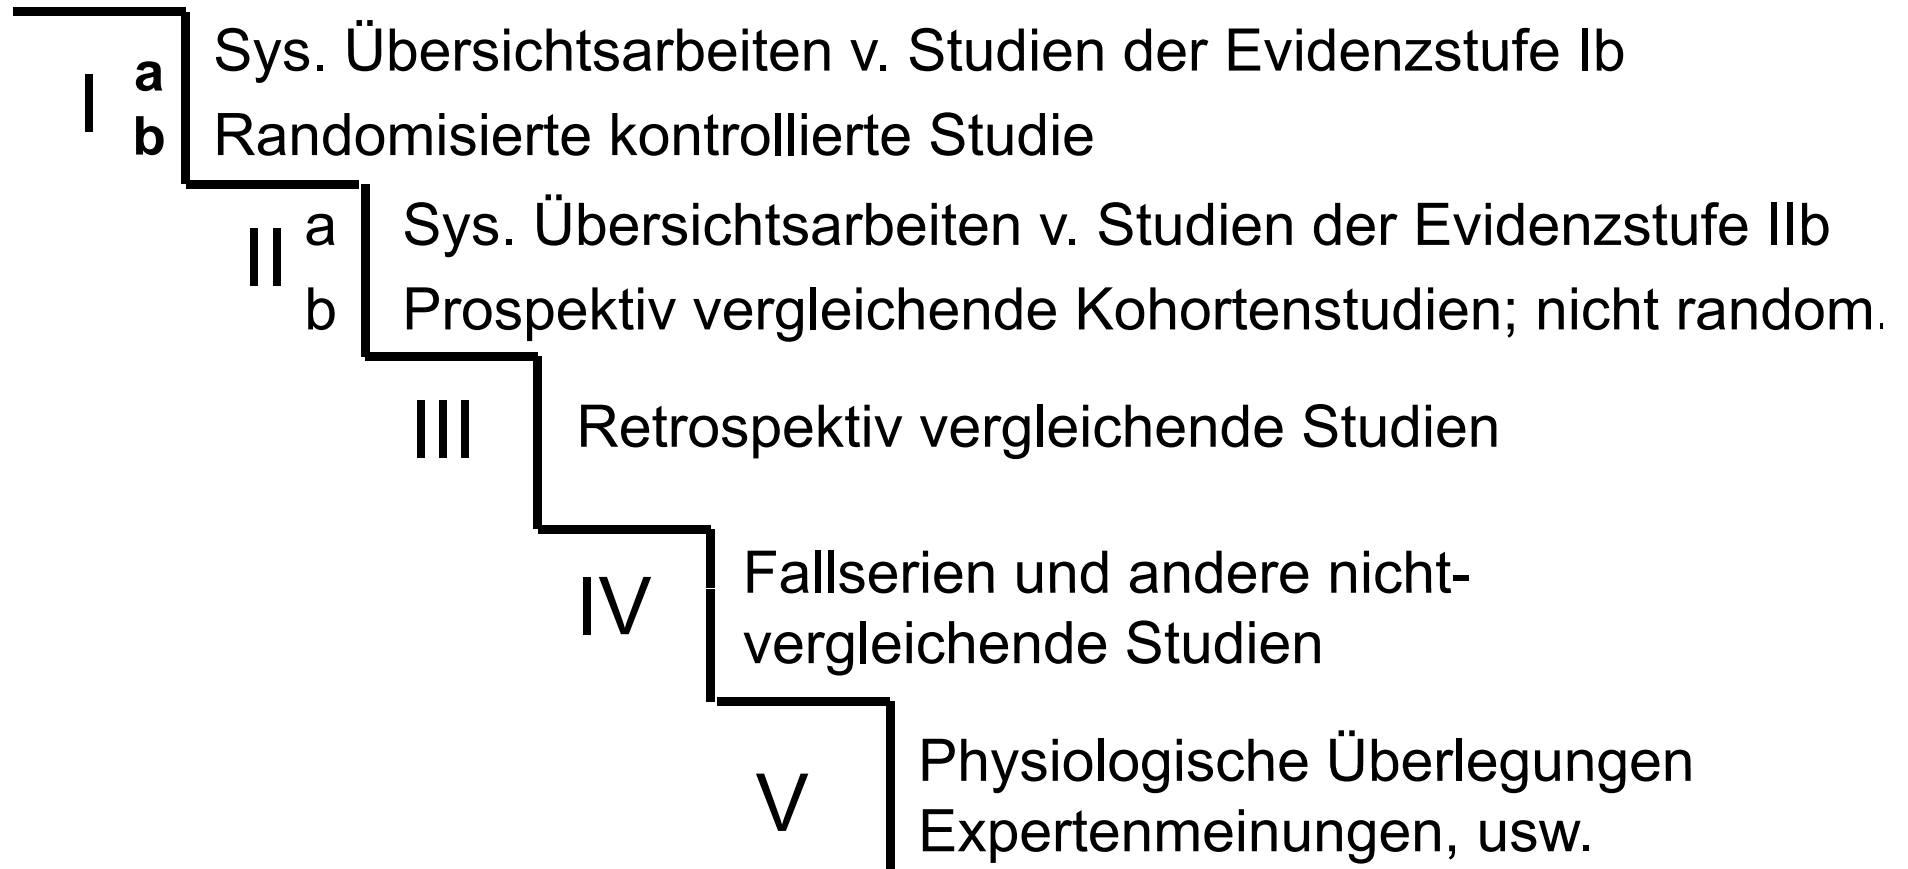 I a Sys. Übersichtsarbeiten v. Studien der Evidenzstufe Ib
b Randomisierte kontrollierte Studie
II a Sys. Übersichtsarbeiten v. Studien der Evidenzstufe IIb
b Prospektiv vergleichende Kohortenstudien; nicht random.
III Retrospektiv vergleichende Studien
IV Fallserien und andere nicht-
vergleichende Studien
V Physiologische Überlegungen
Expertenmeinungen, usw.